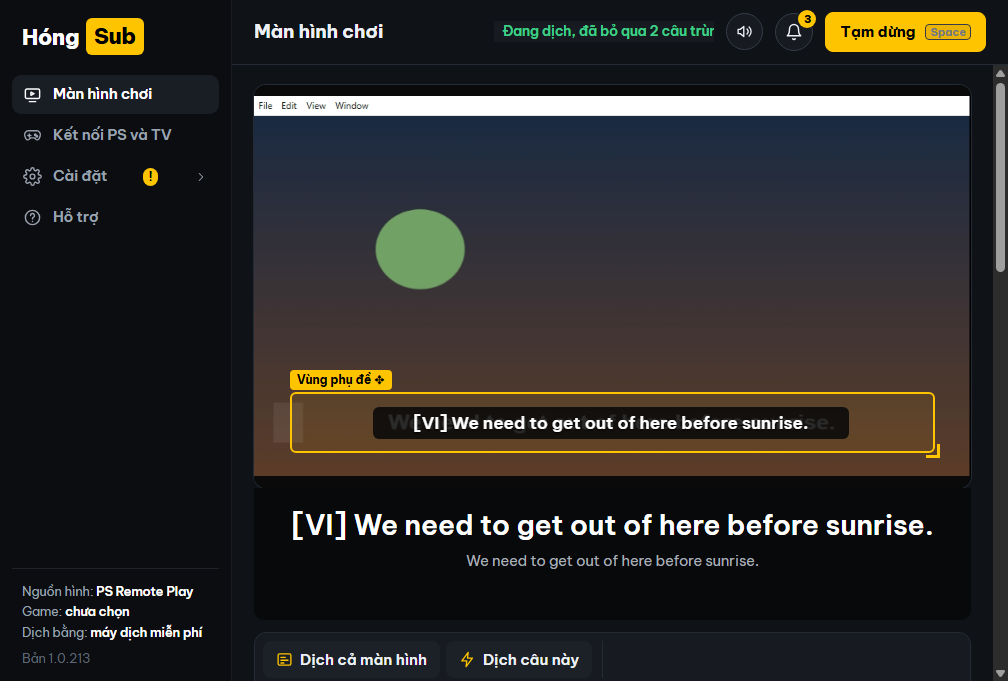 Hóng Sub
Màn hình chơi
Kết nối PS và TV
Cài đặt !
Hỗ trợ
Nguồn hình: PS Remote Play
Game: chưa chọn
Dịch bằng: máy dịch miễn phí
Bản 1.0.213
Màn hình chơi
Đang dịch, đã bỏ qua 2 câu trùn
3
Tạm dừng Space
File Edit View Window
Vùng phụ đề
[VI] We need to get out of here before sunrise.
[VI] We need to get out of here before sunrise.
We need to get out of here before sunrise.
Dịch cả màn hình
Dịch câu này